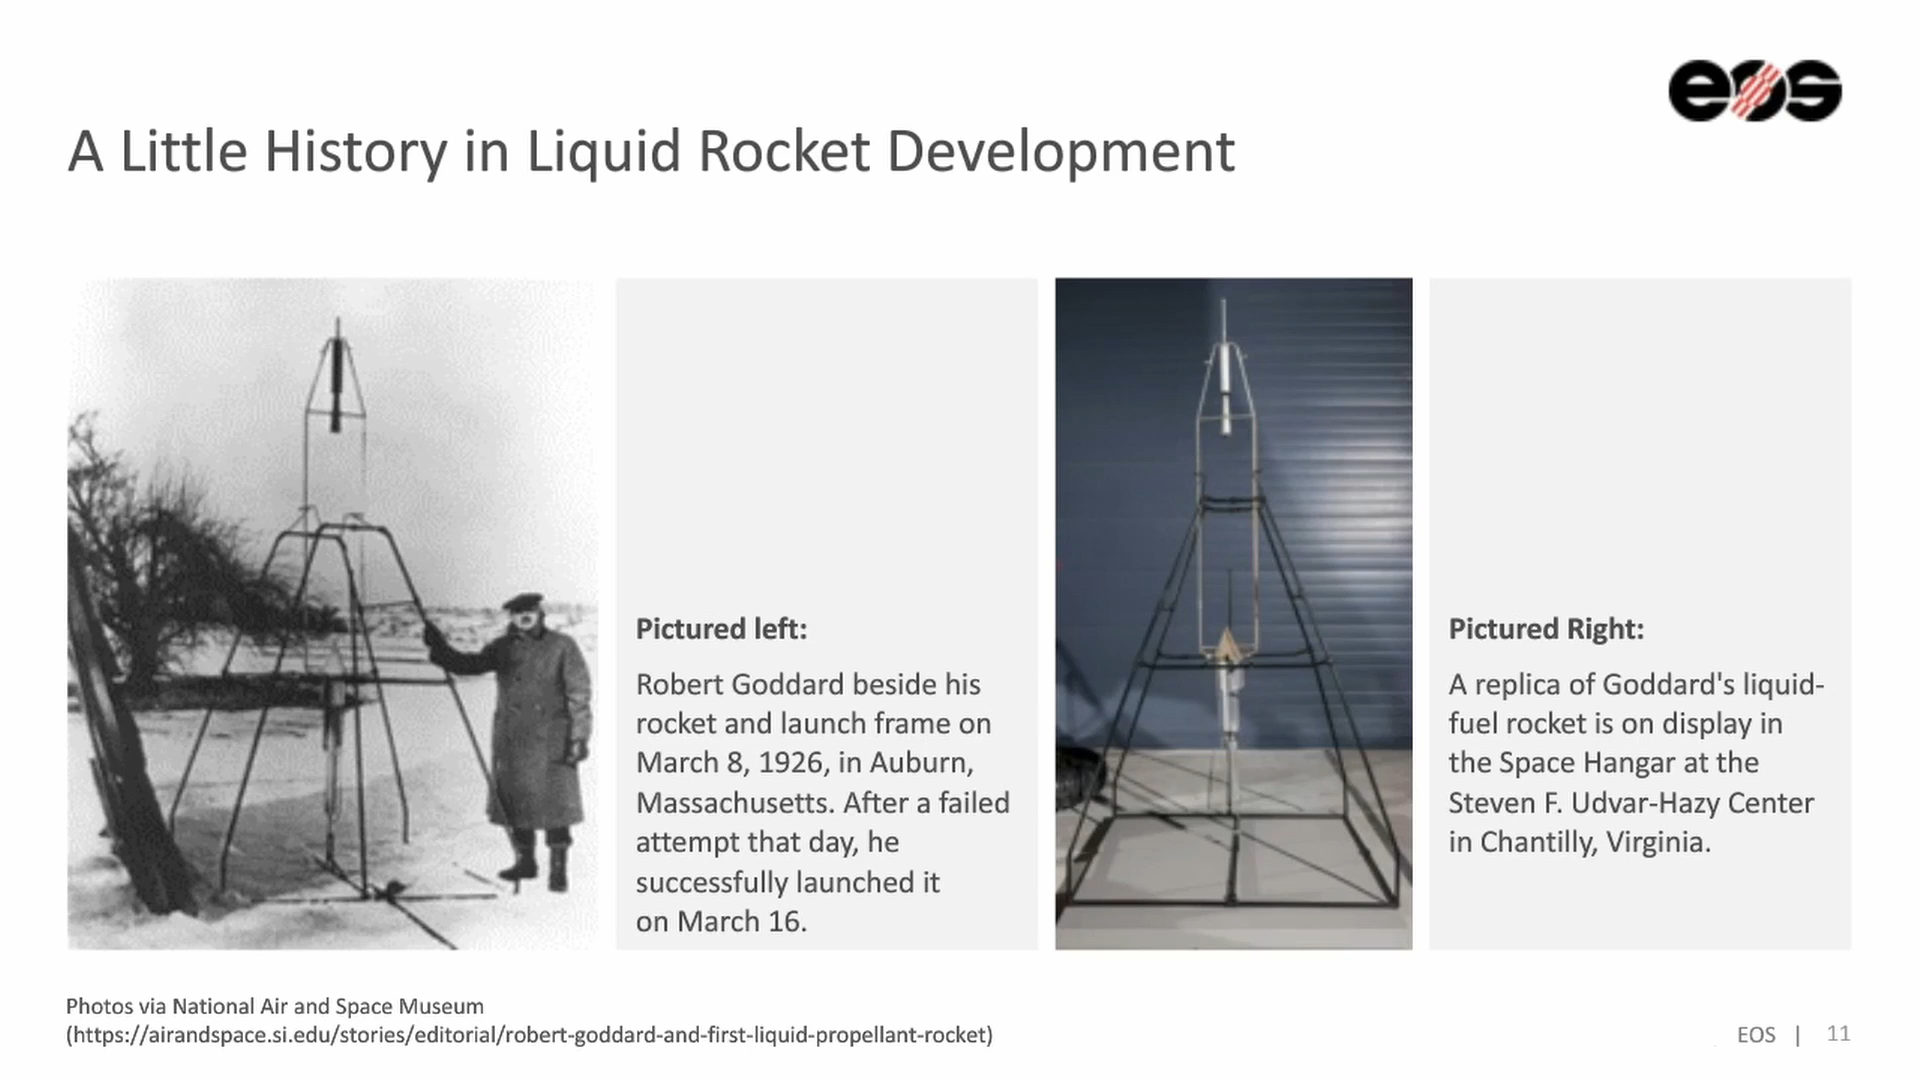 eos
A Little History in Liquid Rocket Development
Pictured left:
Robert Goddard beside his
rocket and launch frame on
March 8, 1926, in Auburn,
Massachusetts. After a failed
attempt that day, he
successfully launched it
on March 16.
Pictured Right:
A replica of Goddard's liquid-
fuel rocket is on display in
the Space Hangar at the
Steven F. Udvar-Hazy Center
in Chantilly, Virginia.
Photos via National Air and Space Museum
(https://airandspace.si.edu/stories/editorial/robert-goddard-and-first-liquid-propellant-rocket)
EOS | 11